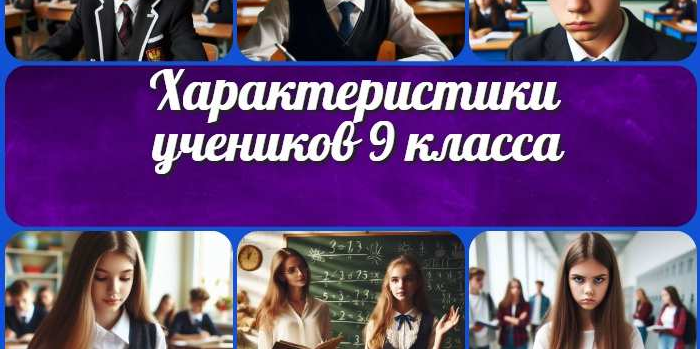 Характеристики
учеников 9 класса